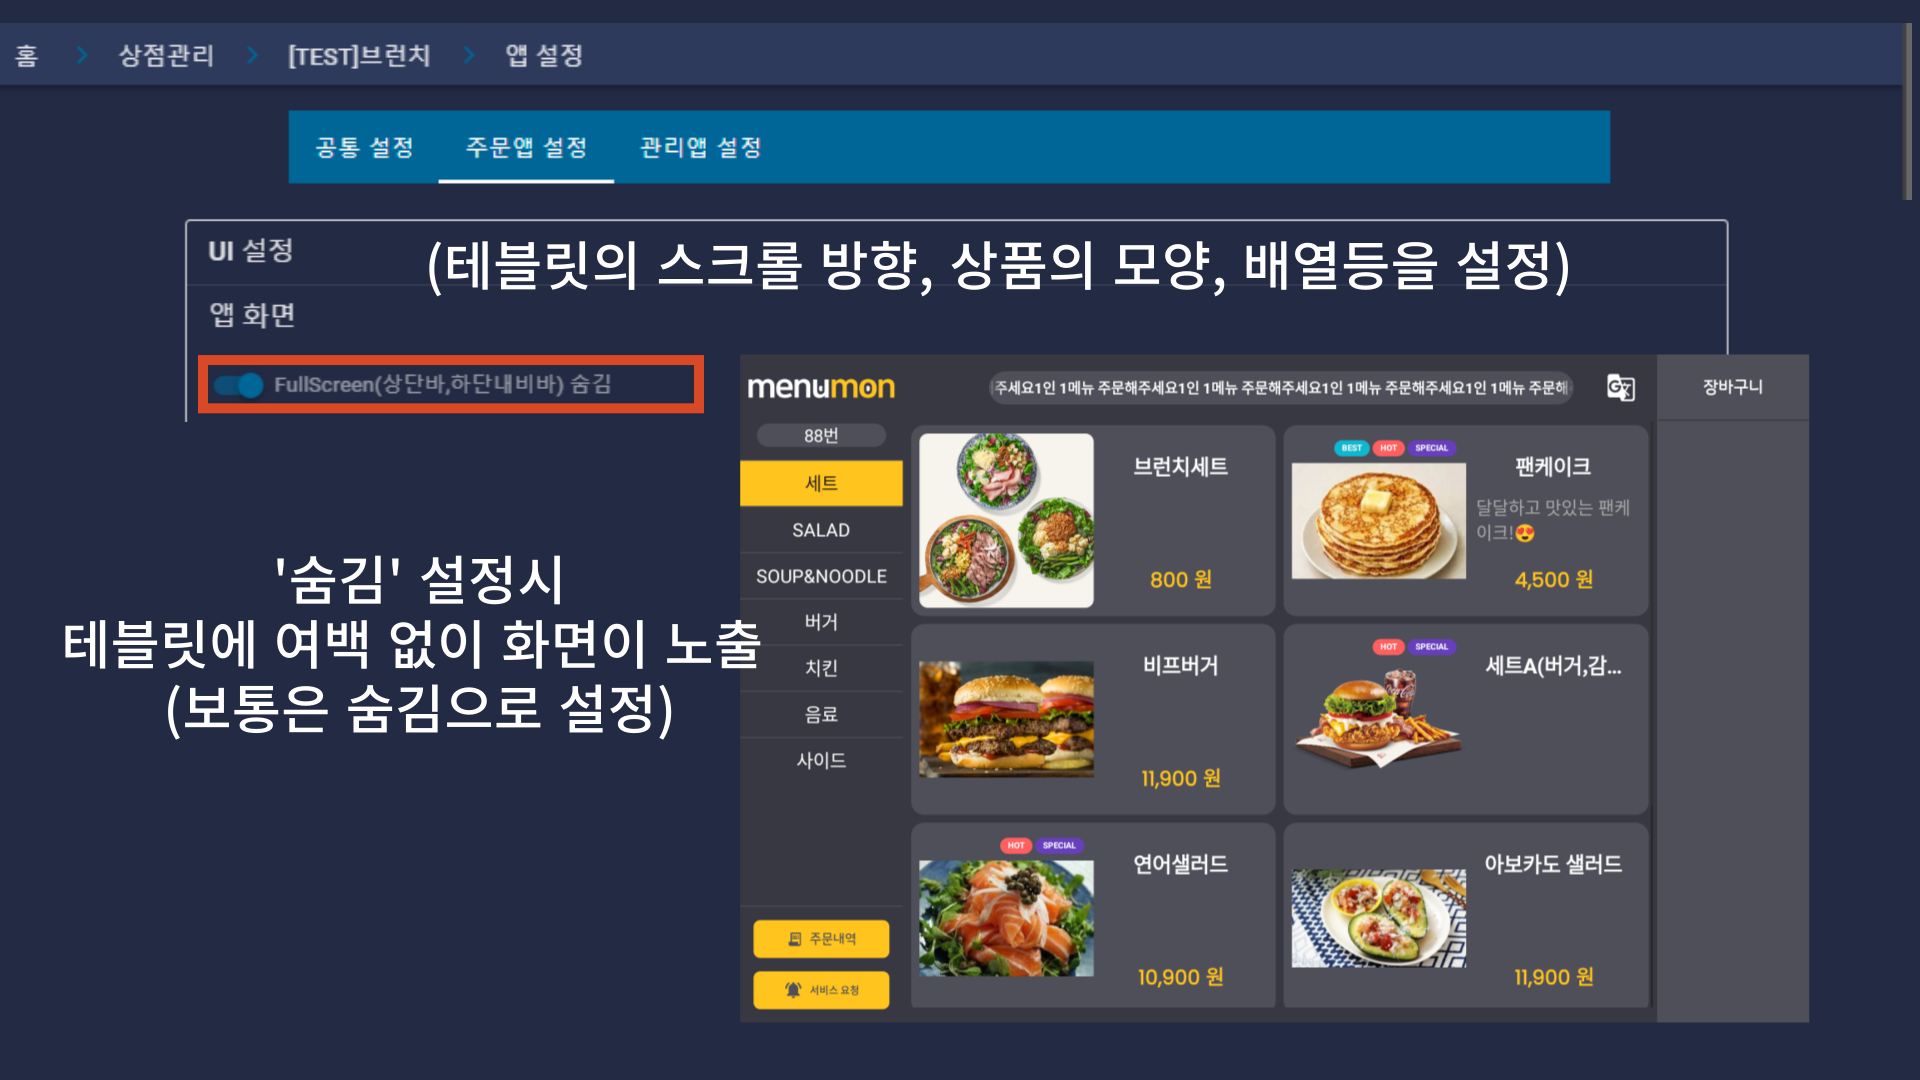 홈 > 상점관리 > [TEST]브런치 > 앱 설정
공통 설정 주문앱 설정 관리앱 설정
UI 설정
(테블릿의 스크롤 방향, 상품의 모양, 배열등을 설정)
앱 화면
FullScreen(상단바,하단내비바) 숨김
'숨김' 설정시
테블릿에 여백 없이 화면이 노출
(보통은 숨김으로 설정)
menumon
주세요1인 1메뉴 주문해주세요1인 1메뉴 주문해주세요1인 1메뉴 주문해주세요1인 1메뉴 주문해
장바구니
88번
세트
SALAD
SOUP&NOODLE
버거
치킨
음료
사이드
주문내역
서비스 요청
브런치세트
800 원
BEST HOT SPECIAL
팬케이크
달달하고 맛있는 팬케
이크!😍
4,500 원
비프버거
11,900 원
HOT SPECIAL
세트A(버거,감...
HOT SPECIAL
연어샐러드
10,900 원
아보카도 샐러드
11,900 원